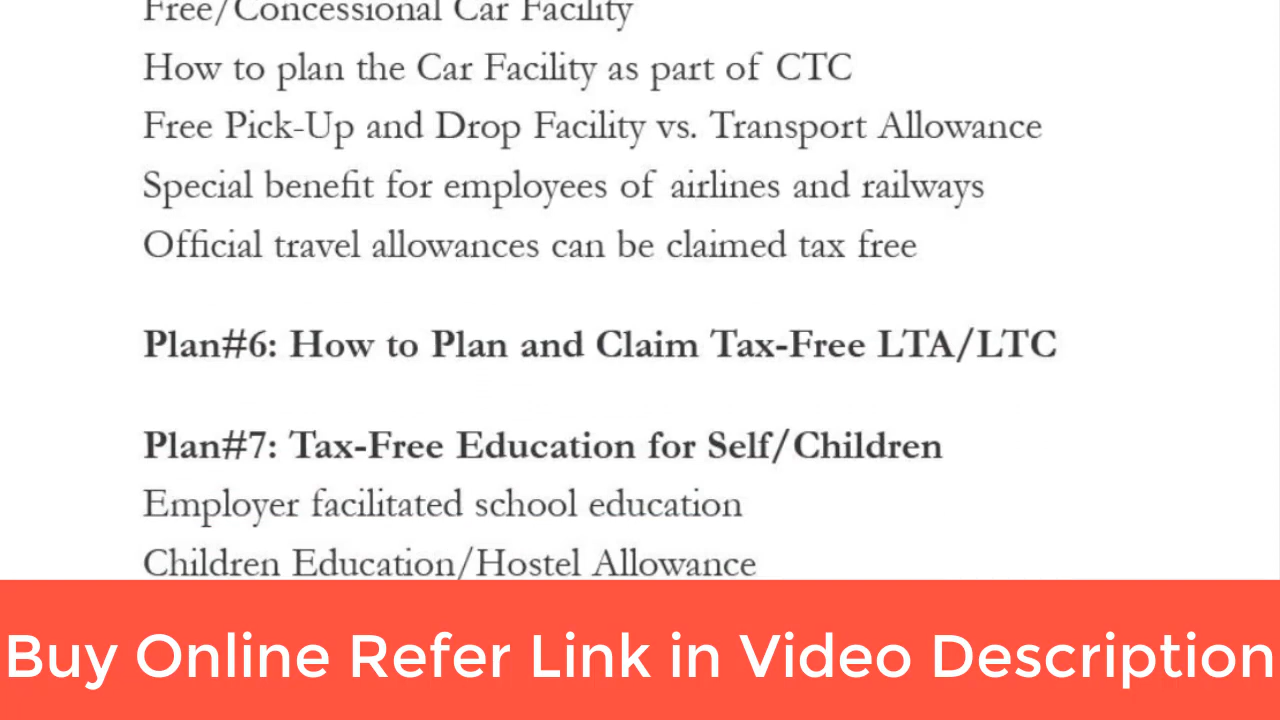 Free/Concessional Car Facility
How to plan the Car Facility as part of CTC
Free Pick-Up and Drop Facility vs. Transport Allowance
Special benefit for employees of airlines and railways
Official travel allowances can be claimed tax free
Plan#6: How to Plan and Claim Tax-Free LTA/LTC
Plan#7: Tax-Free Education for Self/Children
Employer facilitated school education
Children Education/Hostel Allowance
Buy Online Refer Link in Video Description